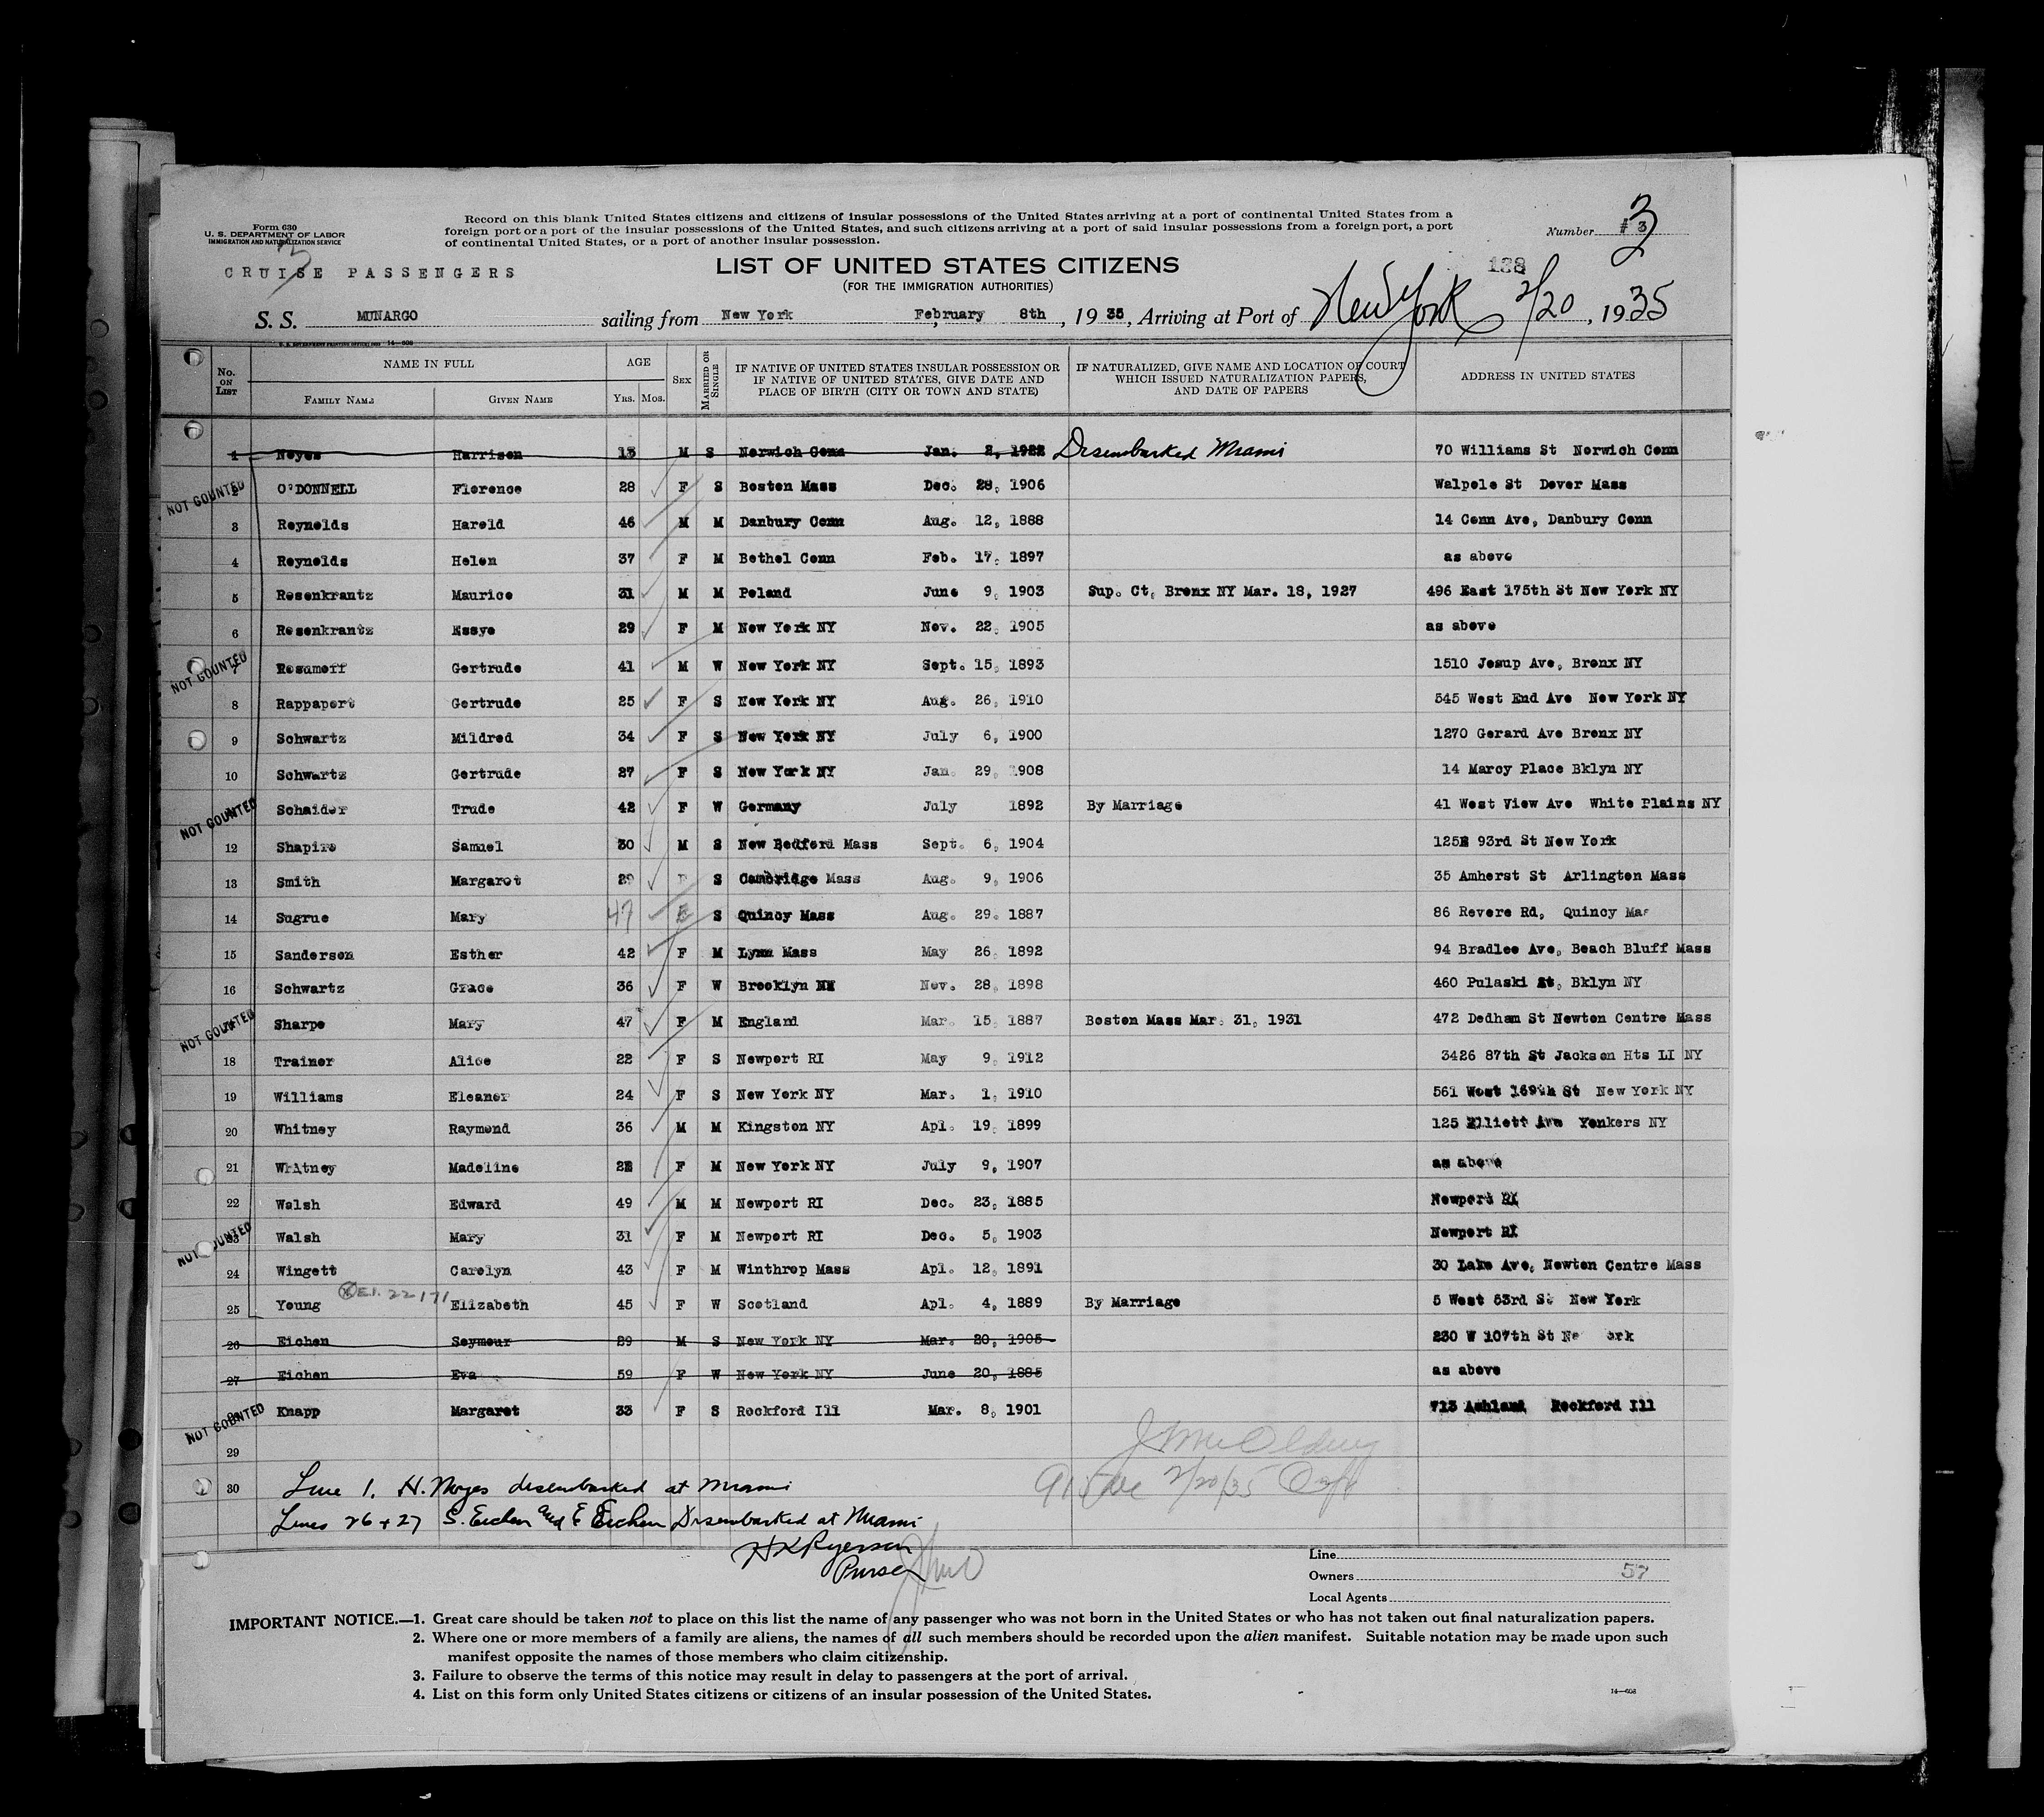 Form 630
U. S. DEPARTMENT OF LABOR
IMMIGRATION AND NATURALIZATION SERVICE
Record on this blank United States citizens and citizens of insular possessions of the United States arriving at a port of continental United States from a
foreign port or a port of the insular possessions of the United States, and such citizens arriving at a port of said insular possessions from a foreign port, a port
of continental United States, or a port of another insular possession.
Number # 3 3
CRUISE PASSENGERS
LIST OF UNITED STATES CITIZENS
(FOR THE IMMIGRATION AUTHORITIES)
S. S. MUNARGO sailing from New York February 8th, 1935, Arriving at Port of New York 2/20, 1935
U. S. GOVERNMENT PRINTING OFFICE: 1933 14—608
No. ON LIST NAME IN FULL FAMILY NAME GIVEN NAME AGE YRS. MOS. SEX MARRIED OR SINGLE IF NATIVE OF UNITED STATES INSULAR POSSESSION OR IF NATIVE OF UNITED STATES, GIVE DATE AND PLACE OF BIRTH (CITY OR TOWN AND STATE) IF NATURALIZED, GIVE NAME AND LOCATION OF COURT WHICH ISSUED NATURALIZATION PAPERS, AND DATE OF PAPERS ADDRESS IN UNITED STATES
1 Noyes Harrison 13 M S Norwich Conn Jan. 2, 1922 Disembarked Miami 70 Williams St Norwich Conn
NOT COUNTED
2 O'DONNELL Florence 28 F S Boston Mass Dec. 28, 1906 Walpole St Dover Mass
3 Reynolds Harold 46 M M Danbury Conn Aug. 12, 1888 14 Conn Ave, Danbury Conn
4 Reynolds Helen 37 F M Bethel Conn Feb. 17, 1897 as above
5 Rosenkrantz Maurice 31 M M Poland June 9, 1903 Sup. Ct, Bronx NY Mar. 18, 1927 496 East 175th St New York NY
6 Rosenkrantz Essye 29 F M New York NY Nov. 22, 1905 as above
NOT COUNTED
7 Rosumoff Gertrude 41 M W New York NY Sept. 15, 1893 1510 Jesup Ave, Bronx NY
8 Rappaport Gertrude 25 F S New York NY Aug. 26, 1910 545 West End Ave New York NY
9 Schwartz Mildred 34 F S New York NY July 6, 1900 1270 Gerard Ave Bronx NY
10 Schwartz Gertrude 27 F S New York NY Jan. 29, 1908 14 Marcy Place Bklyn NY
NOT COUNTED
Schaider Trude 42 F W Germany July 1892 By Marriage 41 West View Ave White Plains NY
12 Shapiro Samuel 30 M S New Bedford Mass Sept. 6, 1904 125E 93rd St New York
13 Smith Margaret 29 F S Cambridge Mass Aug. 9, 1906 35 Amherst St Arlington Mass
14 Sugrue Mary 47 F S Quincy Mass Aug. 29, 1887 86 Revere Rd, Quincy Mas
15 Sanderson Esther 42 F M Lynn Mass May 26, 1892 94 Bradlee Ave, Beach Bluff Mass
16 Schwartz Grace 36 F W Brooklyn NY Nov. 28, 1898 460 Pulaski St, Bklyn NY
NOT COUNTED
17 Sharpe Mary 47 F M England Mar. 15, 1887 Boston Mass Mar. 31, 1931 472 Dedham St Newton Centre Mass
18 Trainer Alice 22 F S Newport RI May 9, 1912 3426 87th St Jackson Hts LI NY
19 Williams Eleanor 24 F S New York NY Mar. 1, 1910 561 West 169th St New York NY
20 Whitney Raymond 36 M M Kingston NY Apl. 19, 1899 125 Elliott Ave Yonkers NY
21 Whitney Madeline F M New York NY July 9, 1907 as above
22 Walsh Edward 49 M M Newport RI Dec. 23, 1885 Newport RI
NOT COUNTED
23 Walsh Mary 31 F M Newport RI Dec. 5, 1903 Newport RI
24 Wingett Carolyn 43 F M Winthrop Mass Apl. 12, 1891 30 Lake Ave, Newton Centre Mass
25 Young Elizabeth 45 F W Scotland Apl. 4, 1889 By Marriage 5 West 53rd St New York
26 Eichen Seymour 29 M S New York NY Mar. 20, 1905 230 W 107th St Ne ork
27 Eichen Eva 59 F W New York NY June 20, 1885 as above
NOT COUNTED
Knapp Margaret 33 F S Rockford Ill Mar. 8, 1901 713 Ashland Rockford Ill
29
30 Line 1. H. Noyes disembarked at Miami
Lines 26 + 27 S. Eichen and E Eichen Disembarked at Miami
H K Ryerson
Purser
2/20/35
Line
Owners 57
Local Agents
IMPORTANT NOTICE.—1. Great care should be taken not to place on this list the name of any passenger who was not born in the United States or who has not taken out final naturalization papers.
2. Where one or more members of a family are aliens, the names of all such members should be recorded upon the alien manifest. Suitable notation may be made upon such
manifest opposite the names of those members who claim citizenship.
3. Failure to observe the terms of this notice may result in delay to passengers at the port of arrival.
4. List on this form only United States citizens or citizens of an insular possession of the United States.
14—608